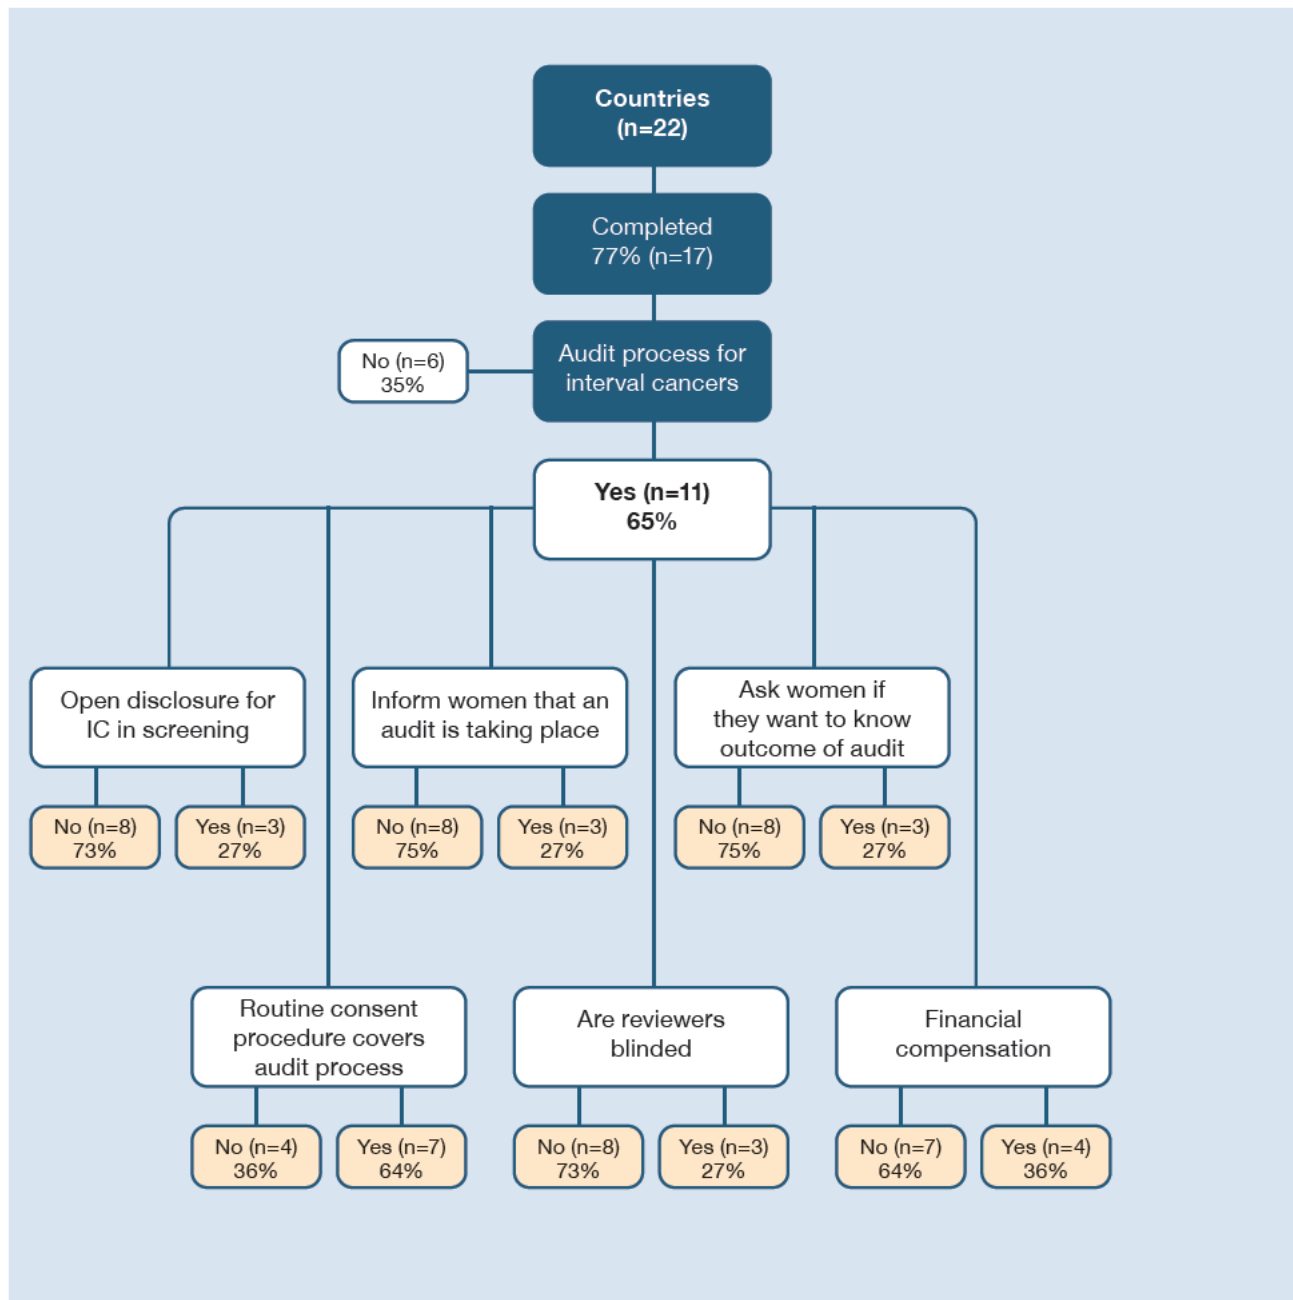 Countries
(n=22)
Completed
77% (n=17)
Audit process for
interval cancers
No (n=6)
35%
Yes (n=11)
65%
Open disclosure for
IC in screening
No (n=8)
73%
Yes (n=3)
27%
Inform women that an
audit is taking place
No (n=8)
75%
Yes (n=3)
27%
Ask women if
they want to know
outcome of audit
No (n=8)
75%
Yes (n=3)
27%
Routine consent
procedure covers
audit process
No (n=4)
36%
Yes (n=7)
64%
Are reviewers
blinded
No (n=8)
73%
Yes (n=3)
27%
Financial
compensation
No (n=7)
64%
Yes (n=4)
36%